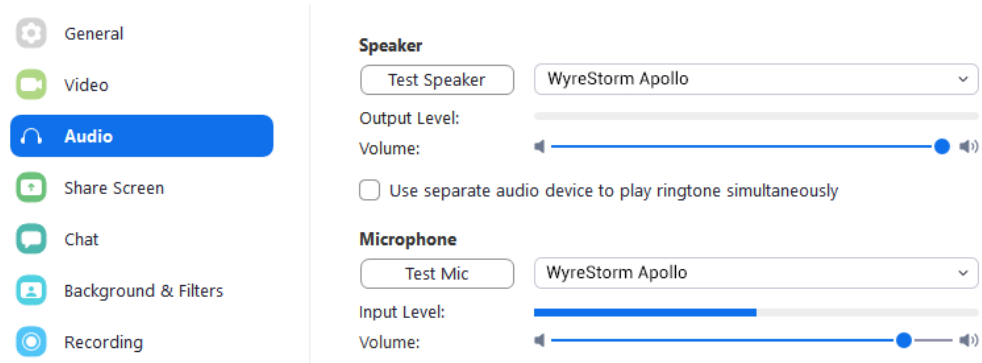 General
Video
Audio
Share Screen
Chat
Background & Filters
Recording
Speaker
Test Speaker WyreStorm Apollo
Output Level:
Volume:
Use separate audio device to play ringtone simultaneously
Microphone
Test Mic WyreStorm Apollo
Input Level:
Volume: